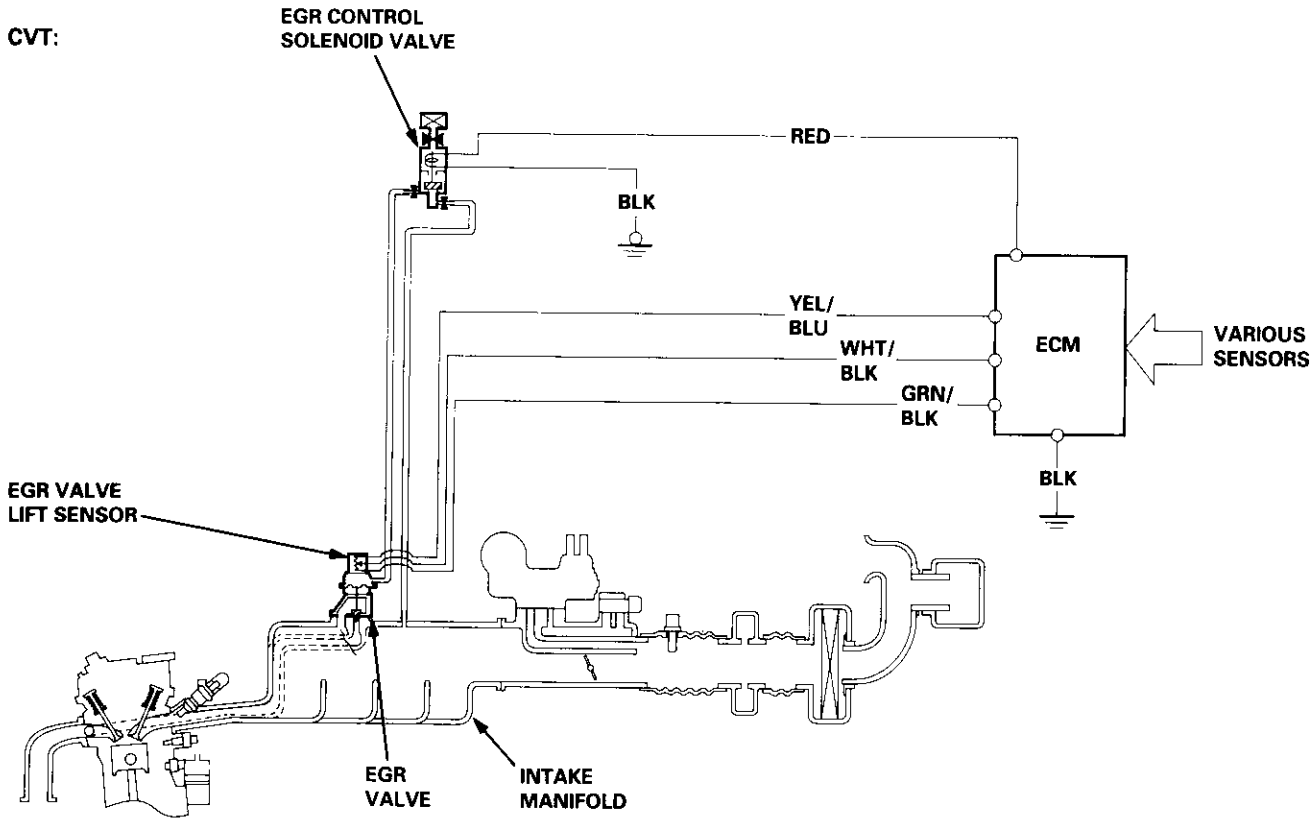 CVT:
EGR CONTROL
SOLENOID VALVE
RED
BLK
YEL/
BLU
WHT/
BLK
GRN/
BLK
ECM
VARIOUS
SENSORS
BLK
EGR VALVE
LIFT SENSOR
EGR
VALVE
INTAKE
MANIFOLD